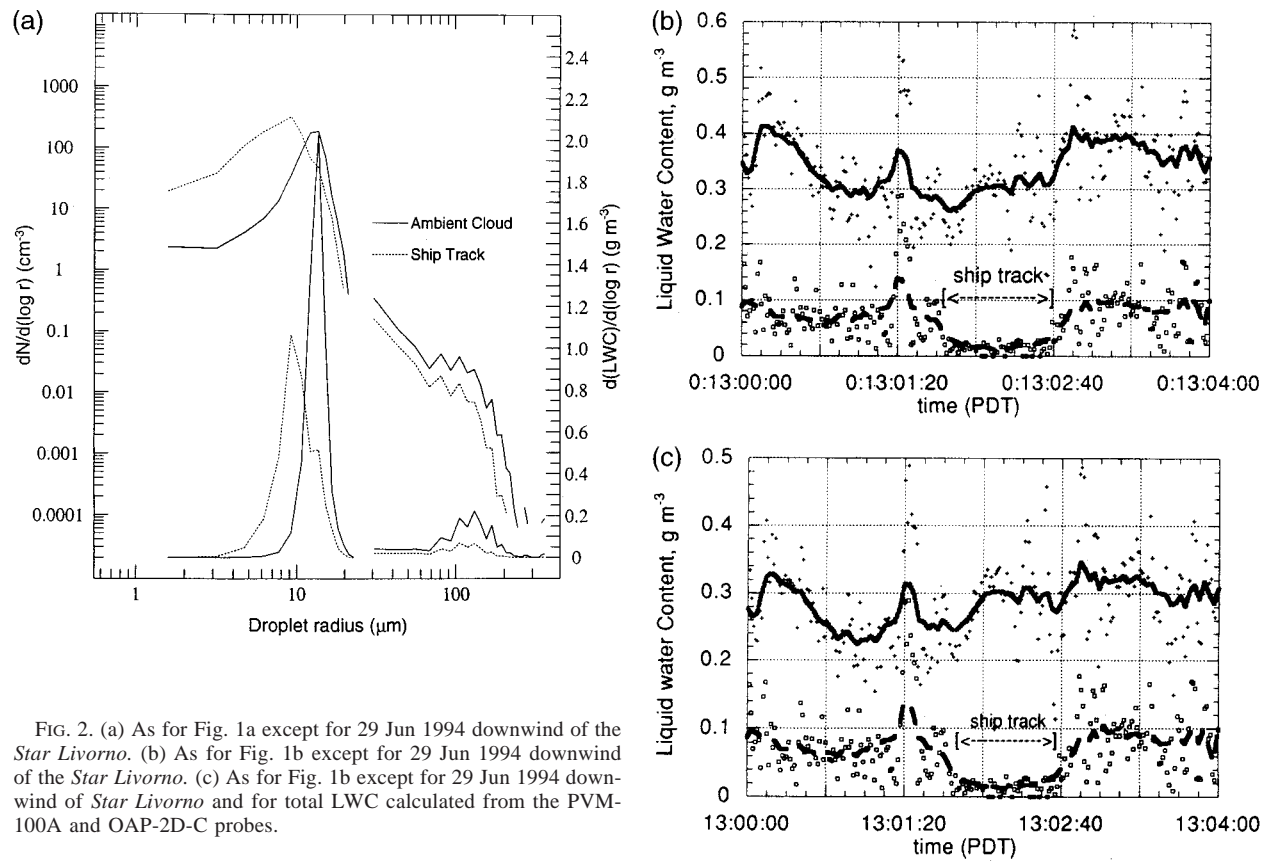 (a)
1000
100
10
1
0.1
0.01
0.001
0.0001
dN/d(log r) (cm⁻³)
2.4
2.2
2.0
1.8
1.6
1.4
1.2
1.0
0.8
0.6
0.4
0.2
0
d(LWC)/d(log r) (g m⁻³)
Ambient Cloud
Ship Track
1
10
100
Droplet radius (μm)
(b)
0.6
0.5
0.4
0.3
0.2
0.1
0
Liquid Water Content, g m⁻³
ship track
0:13:00:00
0:13:01:20
0:13:02:40
0:13:04:00
time (PDT)
(c)
0.5
0.4
0.3
0.2
0.1
0
Liquid water Content, g m⁻³
ship track
13:00:00
13:01:20
13:02:40
13:04:00
time (PDT)
FIG. 2. (a) As for Fig. 1a except for 29 Jun 1994 downwind of the
Star Livorno. (b) As for Fig. 1b except for 29 Jun 1994 downwind
of the Star Livorno. (c) As for Fig. 1b except for 29 Jun 1994 down-
wind of Star Livorno and for total LWC calculated from the PVM-
100A and OAP-2D-C probes.